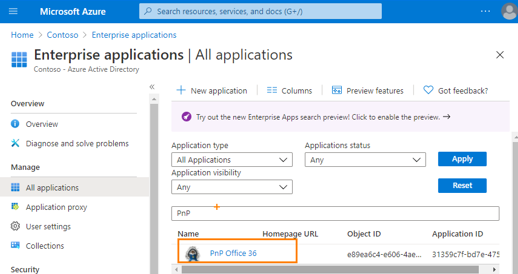 Microsoft Azure
Search resources, services, and docs (G+/)
Home > Contoso > Enterprise applications
Enterprise applications | All applications
Contoso - Azure Active Directory
Overview
Overview
Diagnose and solve problems
Manage
All applications
Application proxy
User settings
Collections
Security
+ New application
Columns
Preview features
Got feedback?
Try out the new Enterprise Apps search preview! Click to enable the preview. →
Application type
Applications status
All Applications
Any
Apply
Application visibility
Any
Reset
PnP
Name
Homepage URL
Object ID
Application ID
PnP Office 36
e89ea6c4-e606-4ae...
31359c7f-bd7e-475